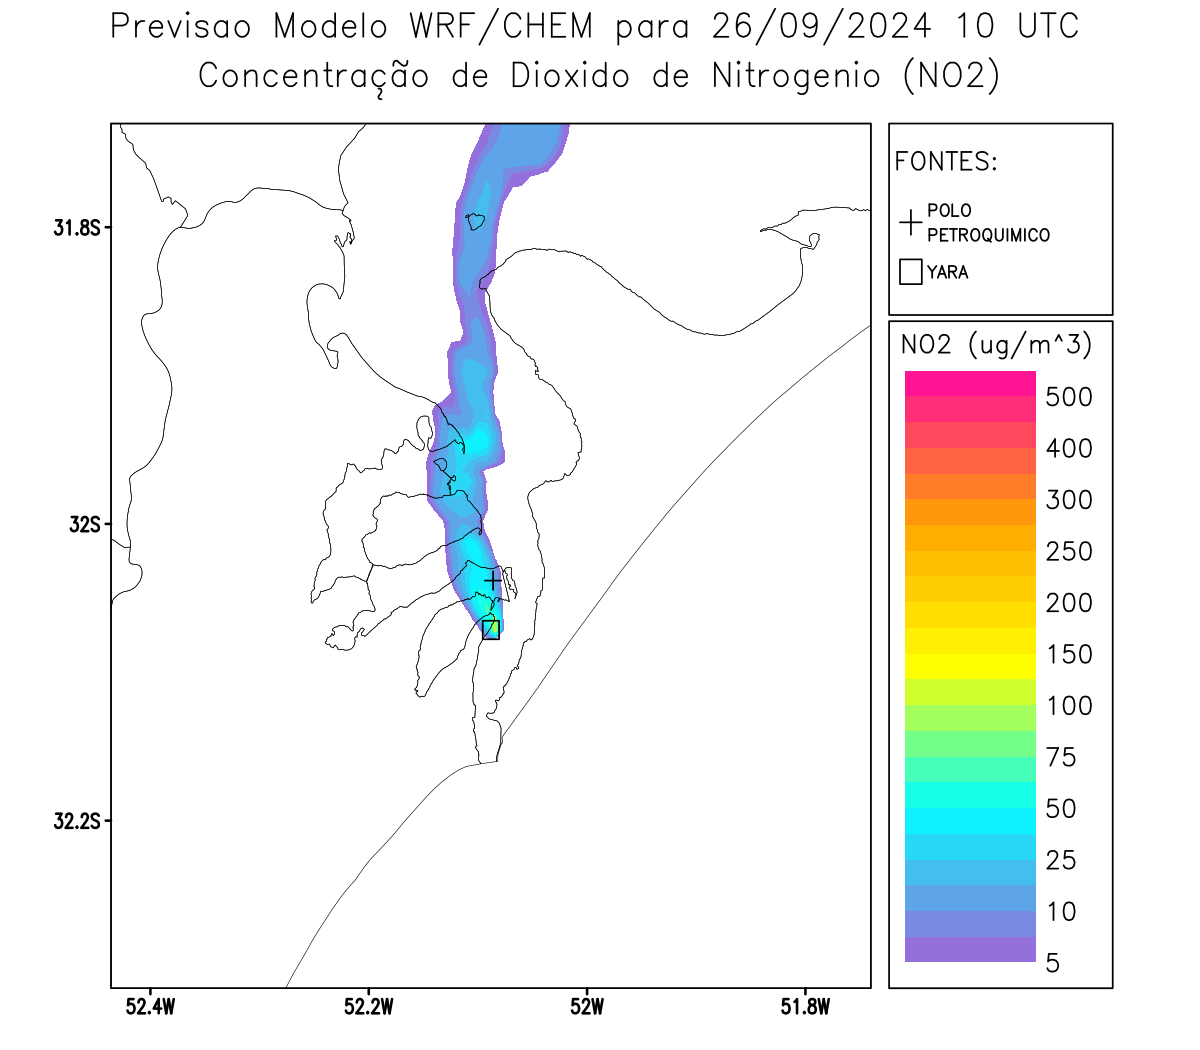 Previsao Modelo WRF/CHEM para 26/09/2024 10 UTC
Concentração de Dioxido de Nitrogenio (NO2)
FONTES:
POLO
PETROQUIMICO
YARA
31.8S
32S
32.2S
52.4W
52.2W
52W
51.8W
NO2 (ug/m^3)
500
400
300
250
200
150
100
75
50
25
10
5